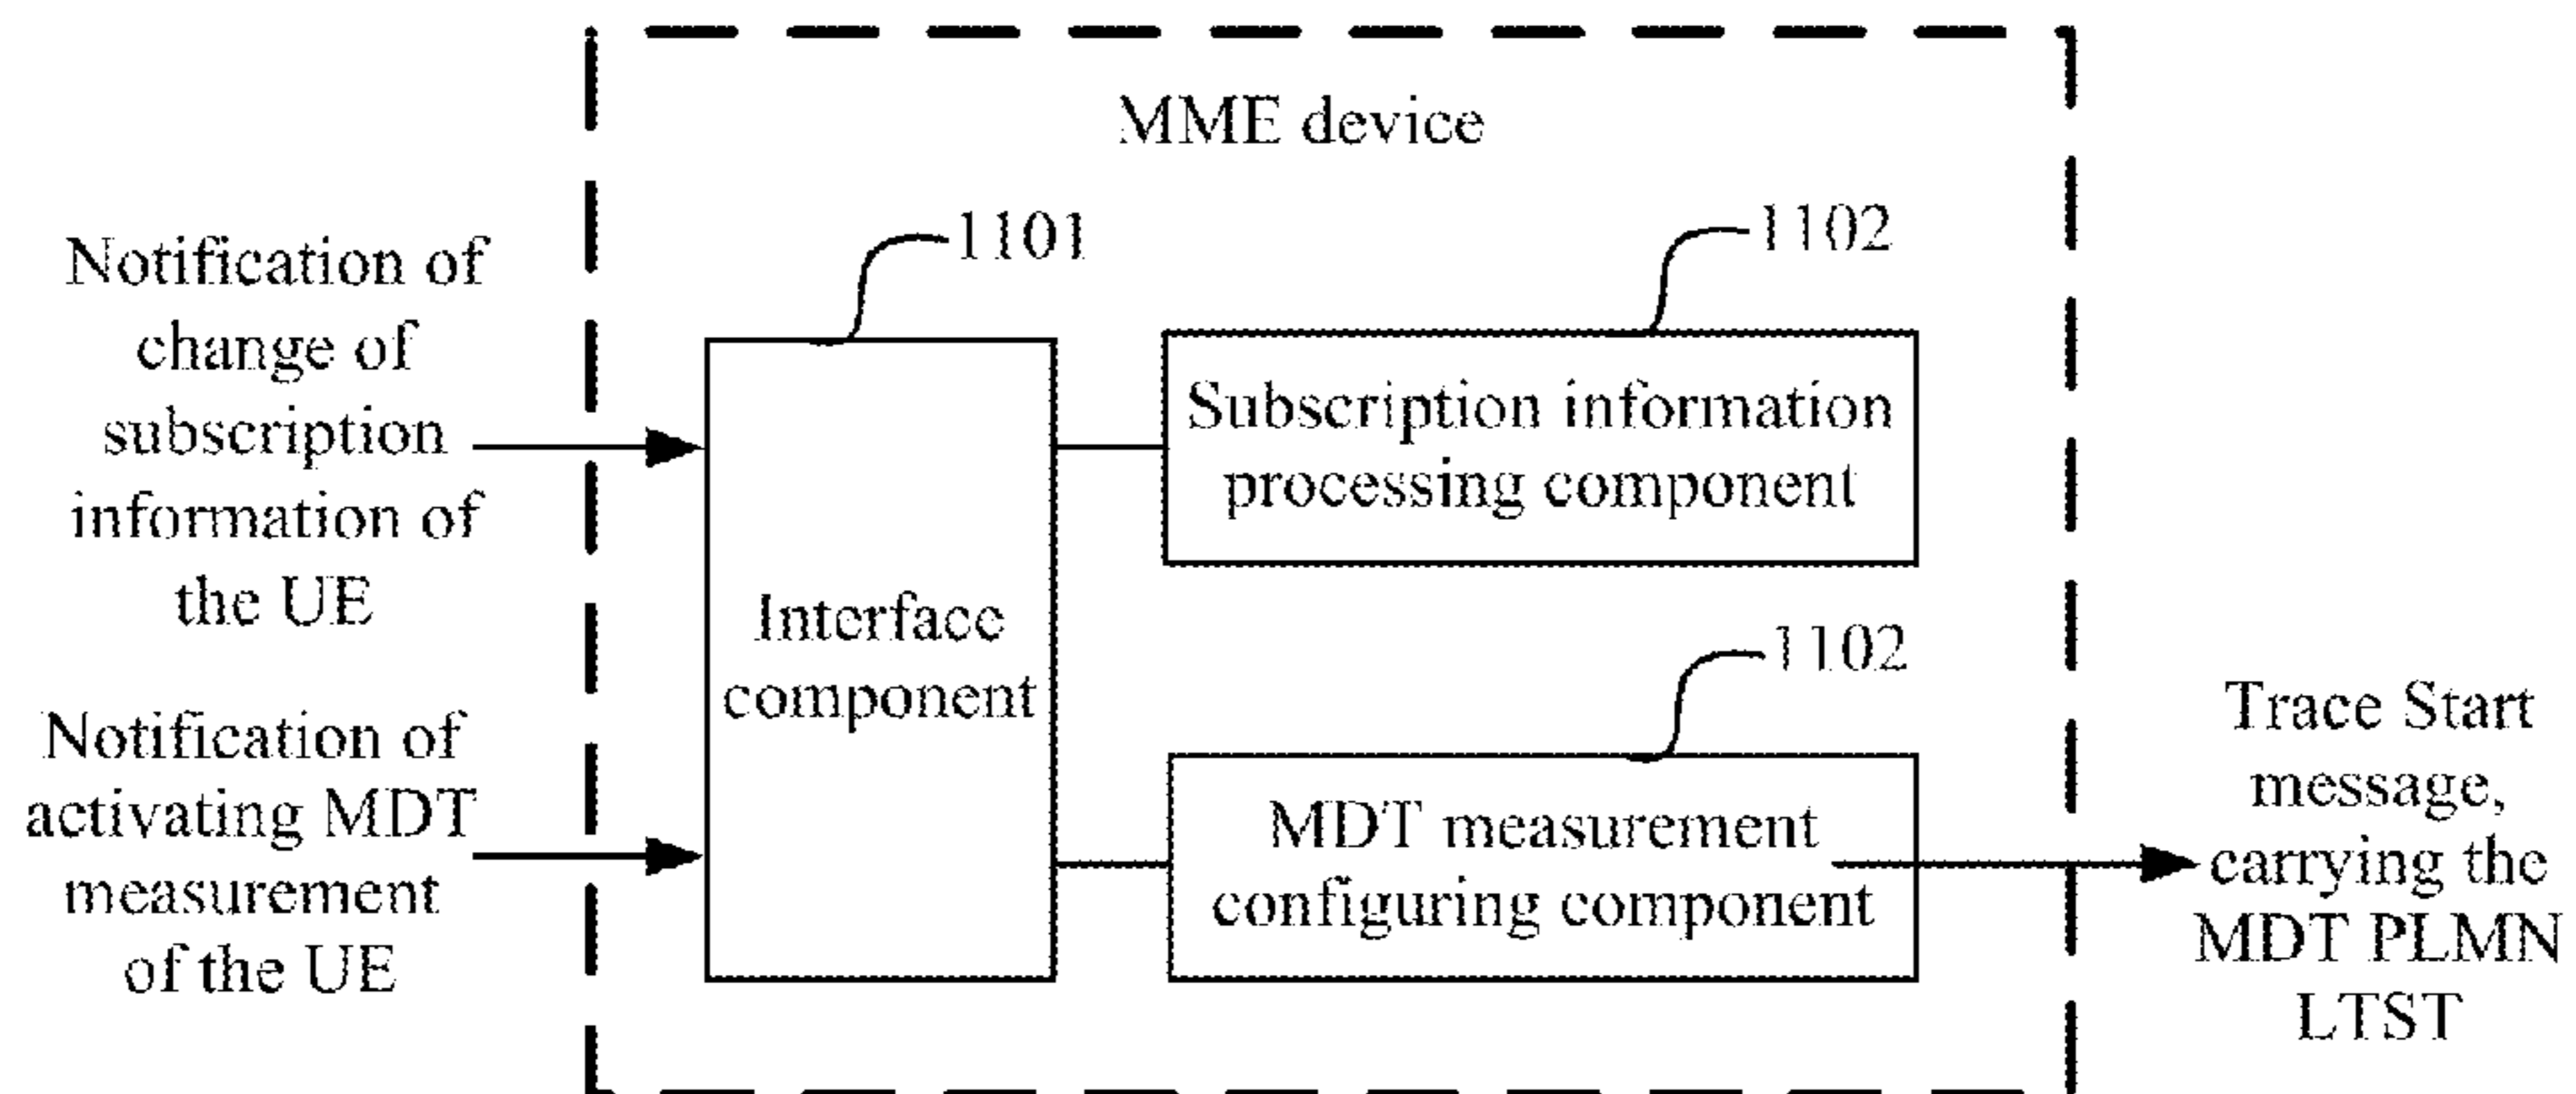 MME device
1101
1102
Notification of
change of
subscription
information of
the UE
Subscription information
processing component
Interface
component
1102
Notification of
activating MDT
measurement
of the UE
MDT measurement
configuring component
Trace Start
message,
carrying the
MDT PLMN
LTST